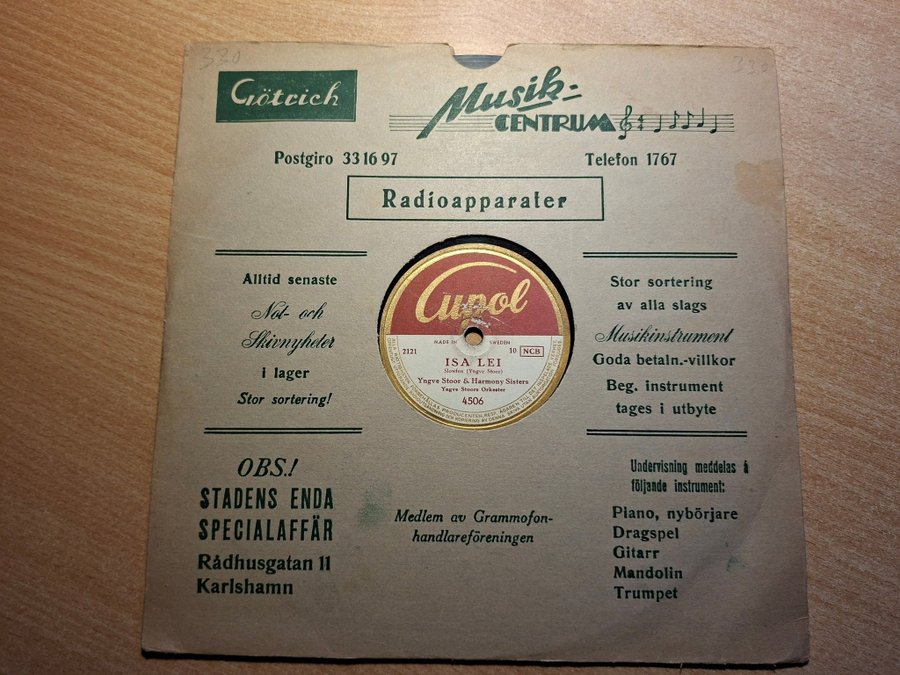 330
Götrich
Musik-
CENTRUM
Postgiro 33 16 97
Telefon 1767
Radioapparater
Alltid senaste
Not- och
Skivnyheter
i lager
Stor sortering!
Stor sortering
av alla slags
Musikinstrument
Goda betaln.-villkor
Beg. instrument
tages i utbyte
Cupol
MADE IN SWEDEN
2121
10 NCB
ISA LEI
Slowfox (Yngve Stoor)
Yngve Stoor & Harmony Sisters
Yngve Stoors Orkester
4506
OBS.!
STADENS ENDA
SPECIALAFFÄR
Rådhusgatan 11
Karlshamn
Medlem av Grammofon-
handlareföreningen
Undervisning meddelas å
följande instrument:
Piano, nybörjare
Dragspel
Gitarr
Mandolin
Trumpet